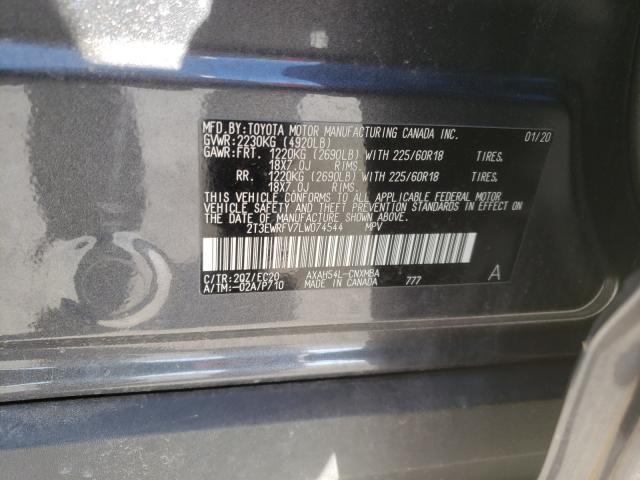 MFD.BY:TOYOTA MOTOR MANUFACTURING CANADA INC. 01/20
GVWR:2230KG (4920LB)
GAWR:FRT. 1220KG (2690LB) WITH 225/60R18 TIRES.
18X7.0J RIMS.
RR. 1220KG (2690LB) WITH 225/60R18 TIRES.
18X7.0J RIMS.
THIS VEHICLE CONFORMS TO ALL APPLICABLE FEDERAL MOTOR
VEHICLE SAFETY AND THEFT PREVENTION STANDARDS IN EFFECT ON
THE DATE OF MANUFACTURE SHOWN ABOVE.
2T3EWRFV7LW074544 MPV
C/TR:207/EC20 AXAH54L-CNXMBA A
A/TM:-02A/P710 MADE IN CANADA 777